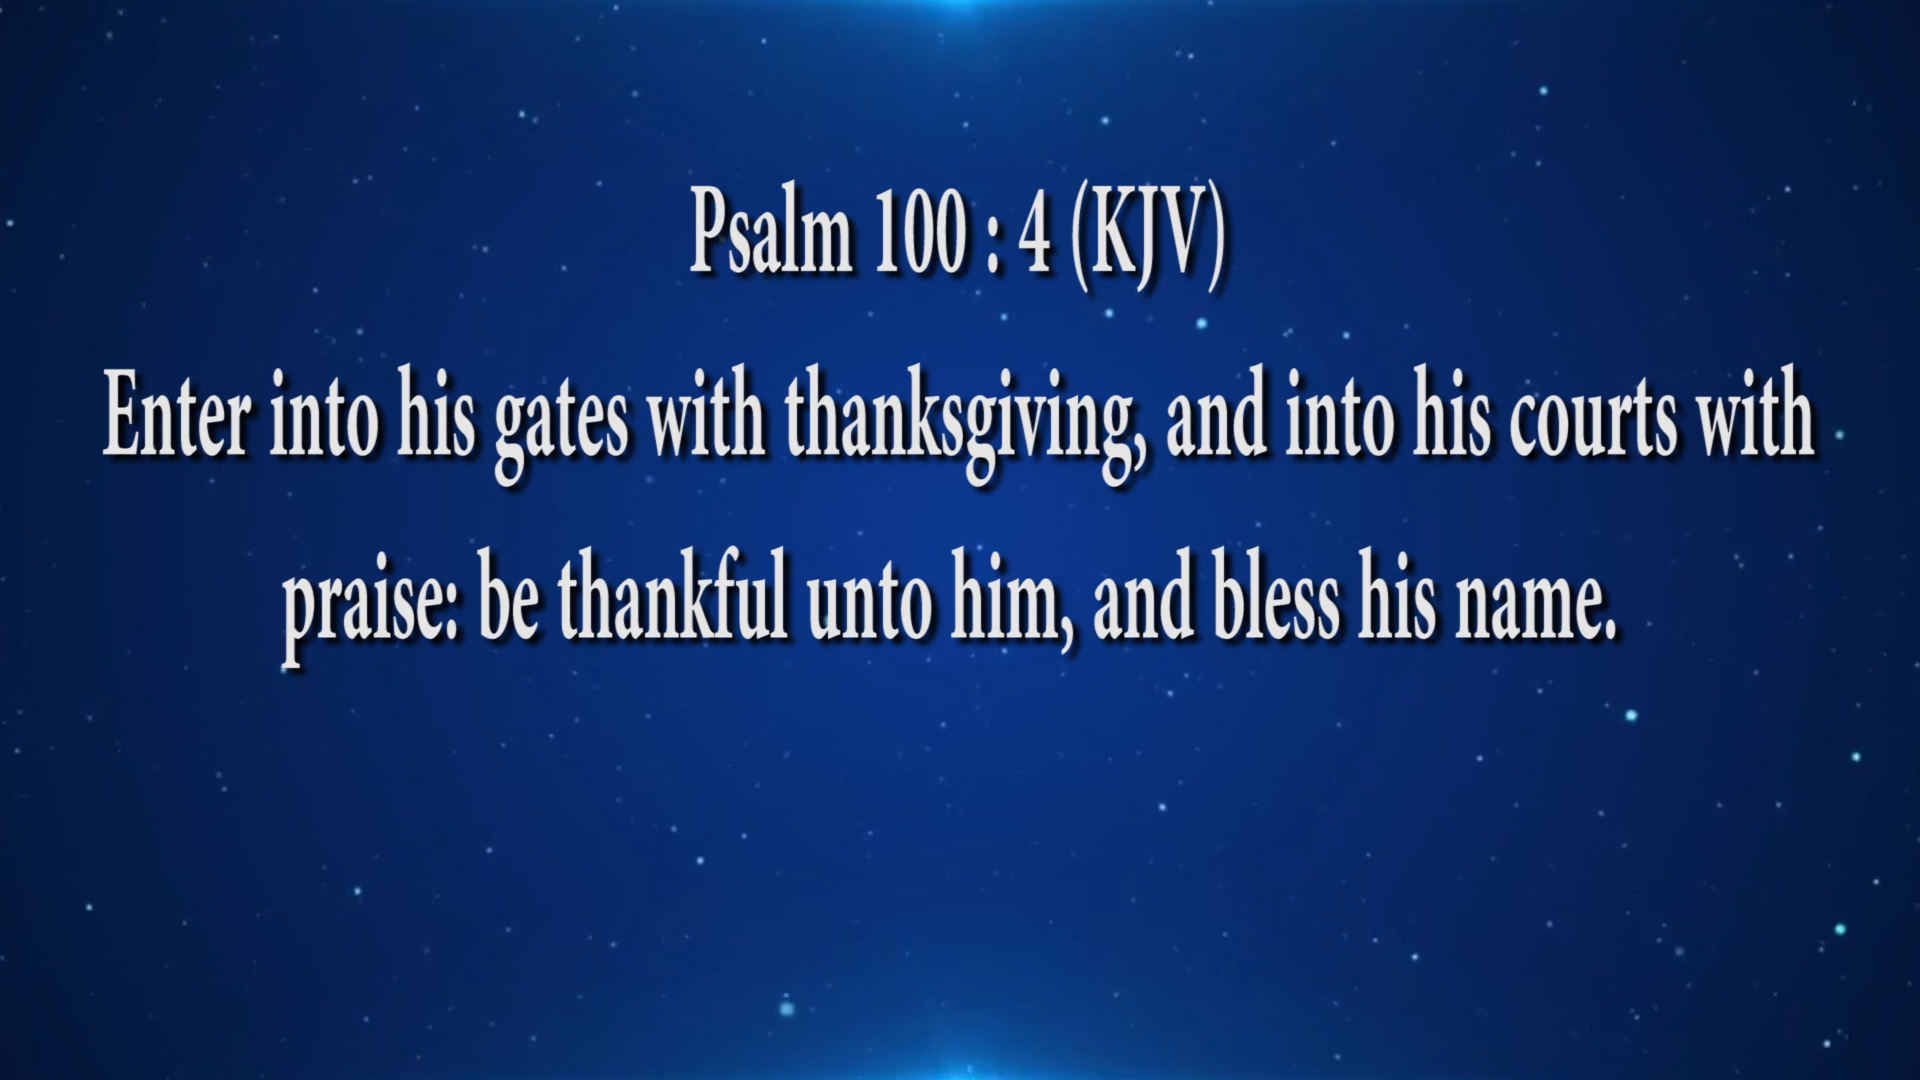 Psalm 100 : 4 (KJV)
Enter into his gates with thanksgiving, and into his courts with
praise: be thankful unto him, and bless his name.